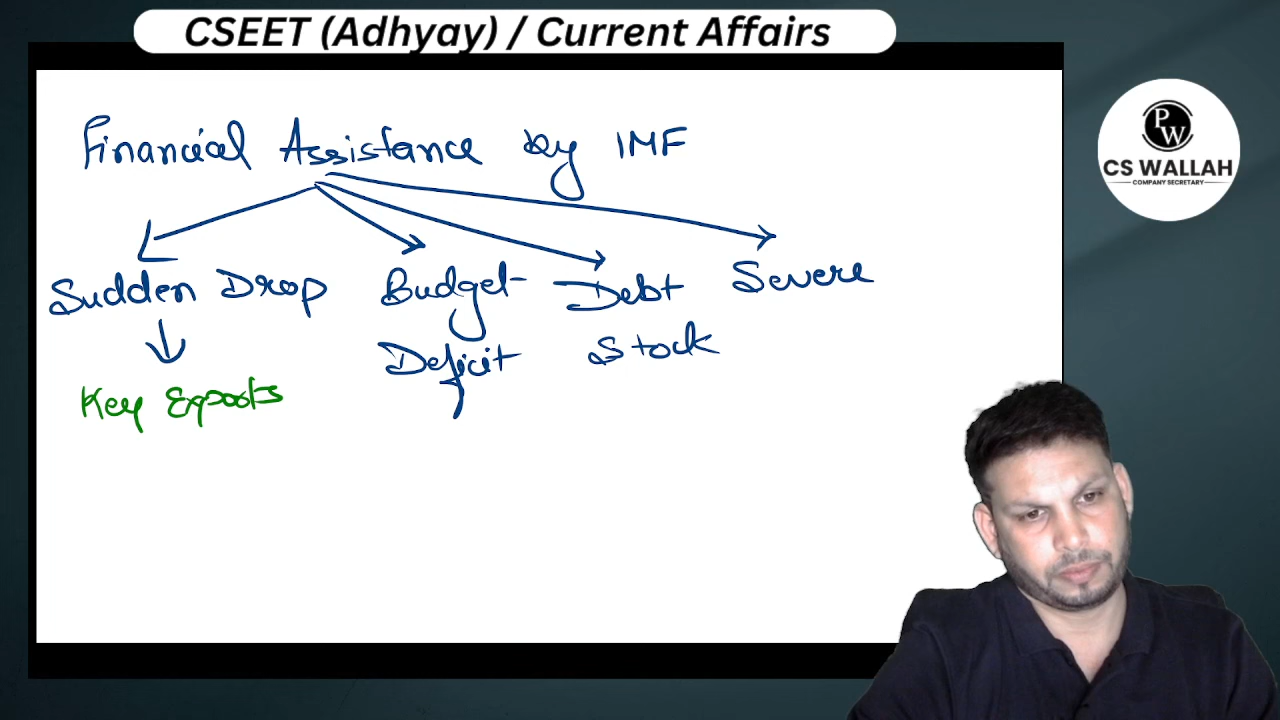 CSEET (Adhyay) / Current Affairs
PW
CS WALLAH
COMPANY SECRETARY
Financial Assistance by IMF
Sudden Drop
Budget
Deficit
Debt
Stock
Severe
Key Exports